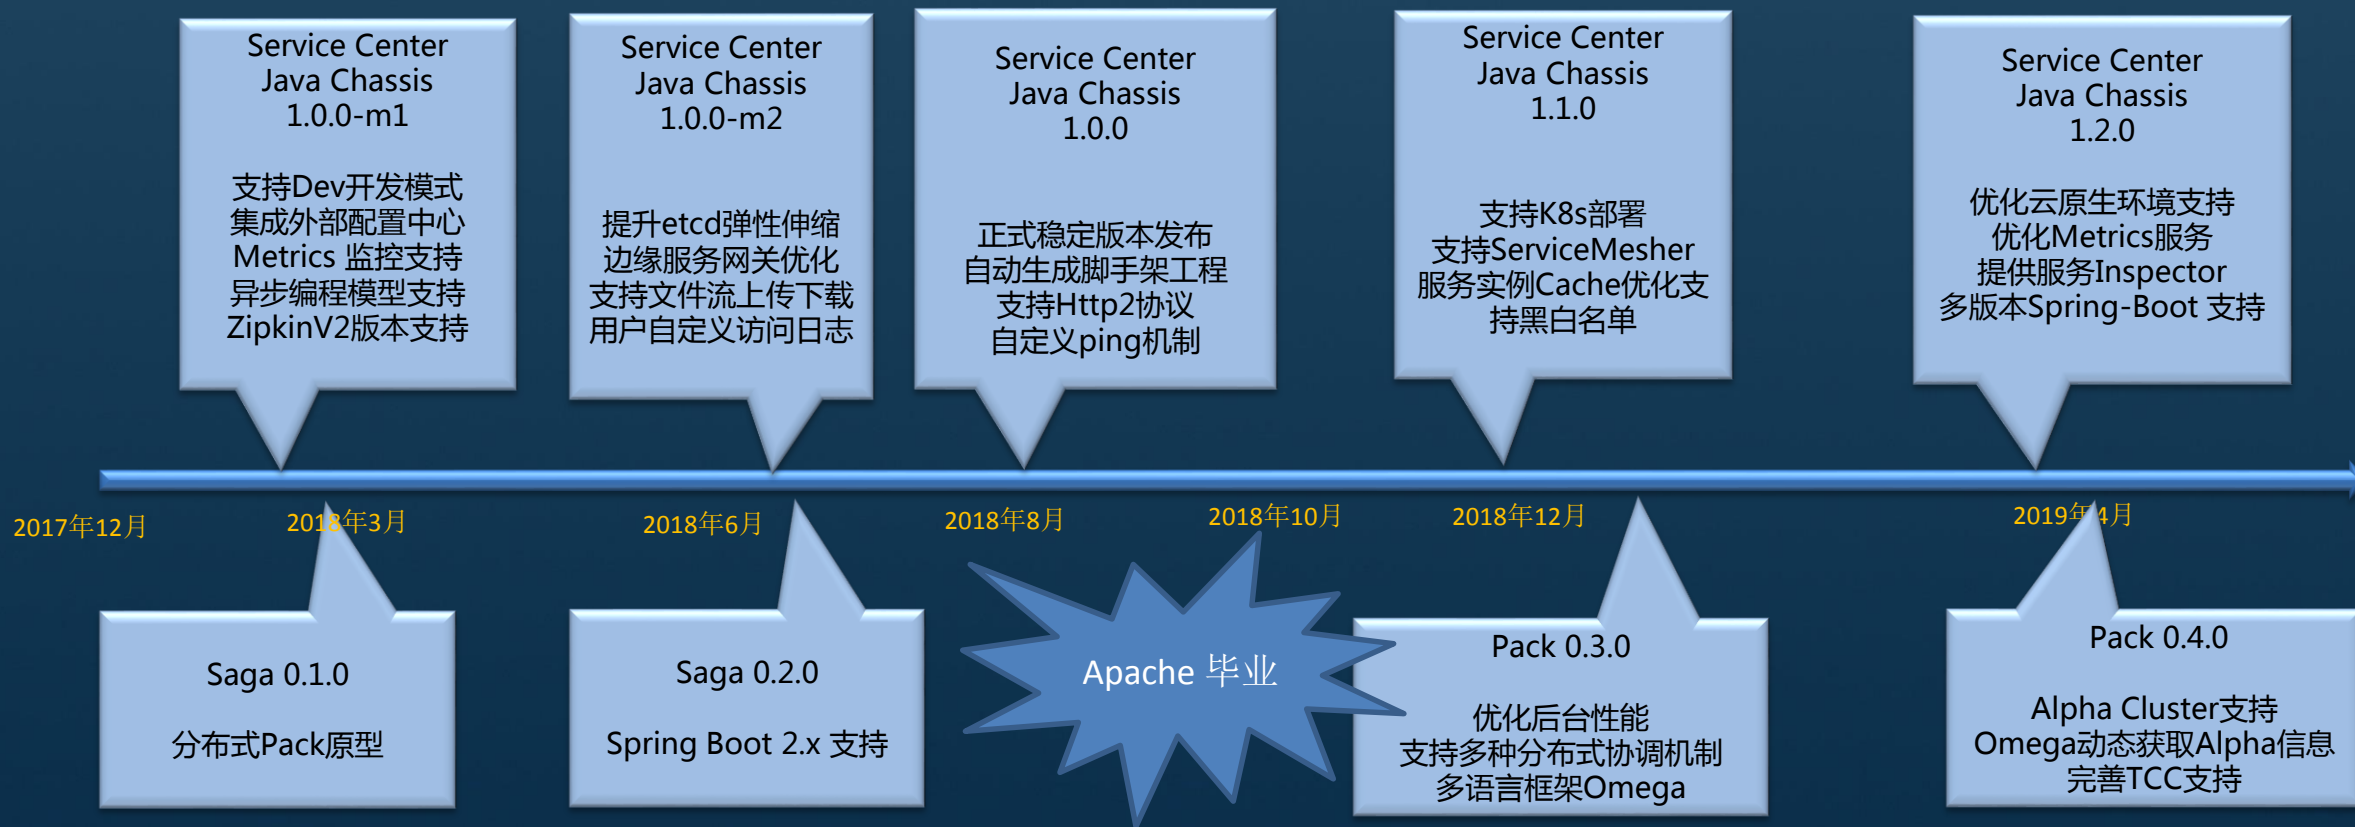 Service Center
Java Chassis
1.0.0-m1
支持Dev开发模式
集成外部配置中心
Metrics 监控支持
异步编程模型支持
ZipkinV2版本支持
Service Center
Java Chassis
1.0.0-m2
提升etcd弹性伸缩
边缘服务网关优化
支持文件流上传下载
用户自定义访问日志
Service Center
Java Chassis
1.0.0
正式稳定版本发布
自动生成脚手架工程
支持Http2协议
自定义ping机制
Service Center
Java Chassis
1.1.0
支持K8s部署
支持ServiceMesher
服务实例Cache优化支
持黑白名单
Service Center
Java Chassis
1.2.0
优化云原生环境支持
优化Metrics服务
提供服务Inspector
多版本Spring-Boot 支持
2017年12月
2018年3月
2018年6月
2018年8月
2018年10月
2018年12月
2019年4月
Saga 0.1.0
分布式Pack原型
Saga 0.2.0
Spring Boot 2.x 支持
Apache 毕业
Pack 0.3.0
优化后台性能
支持多种分布式协调机制
多语言框架Omega
Pack 0.4.0
Alpha Cluster支持
Omega动态获取Alpha信息
完善TCC支持